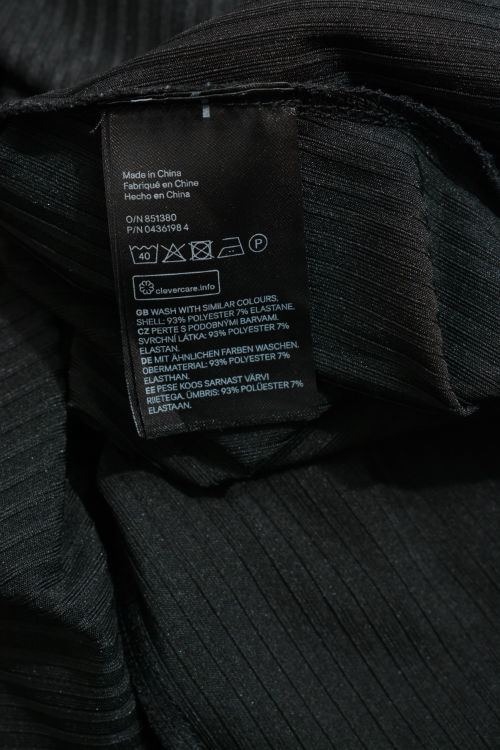 Made in China
Fabriqué en Chine
Hecho en China
O/N 851380
P/N 0436198 4
40 P
clevercare.info
GB WASH WITH SIMILAR COLOURS.
SHELL: 93% POLYESTER 7% ELASTANE.
CZ PERTE S PODOBNÝMI BARVAMI.
SVRCHNÍ LÁTKA: 93% POLYESTER 7%
ELASTAN.
DE MIT ÄHNLICHEN FARBEN WASCHEN.
OBERMATERIAL: 93% POLYESTER 7%
ELASTHAN.
EE PESE KOOS SARNAST VÄRVI
RIIETEGA. ÜMBRIS: 93% POLÜESTER 7%
ELASTAAN.